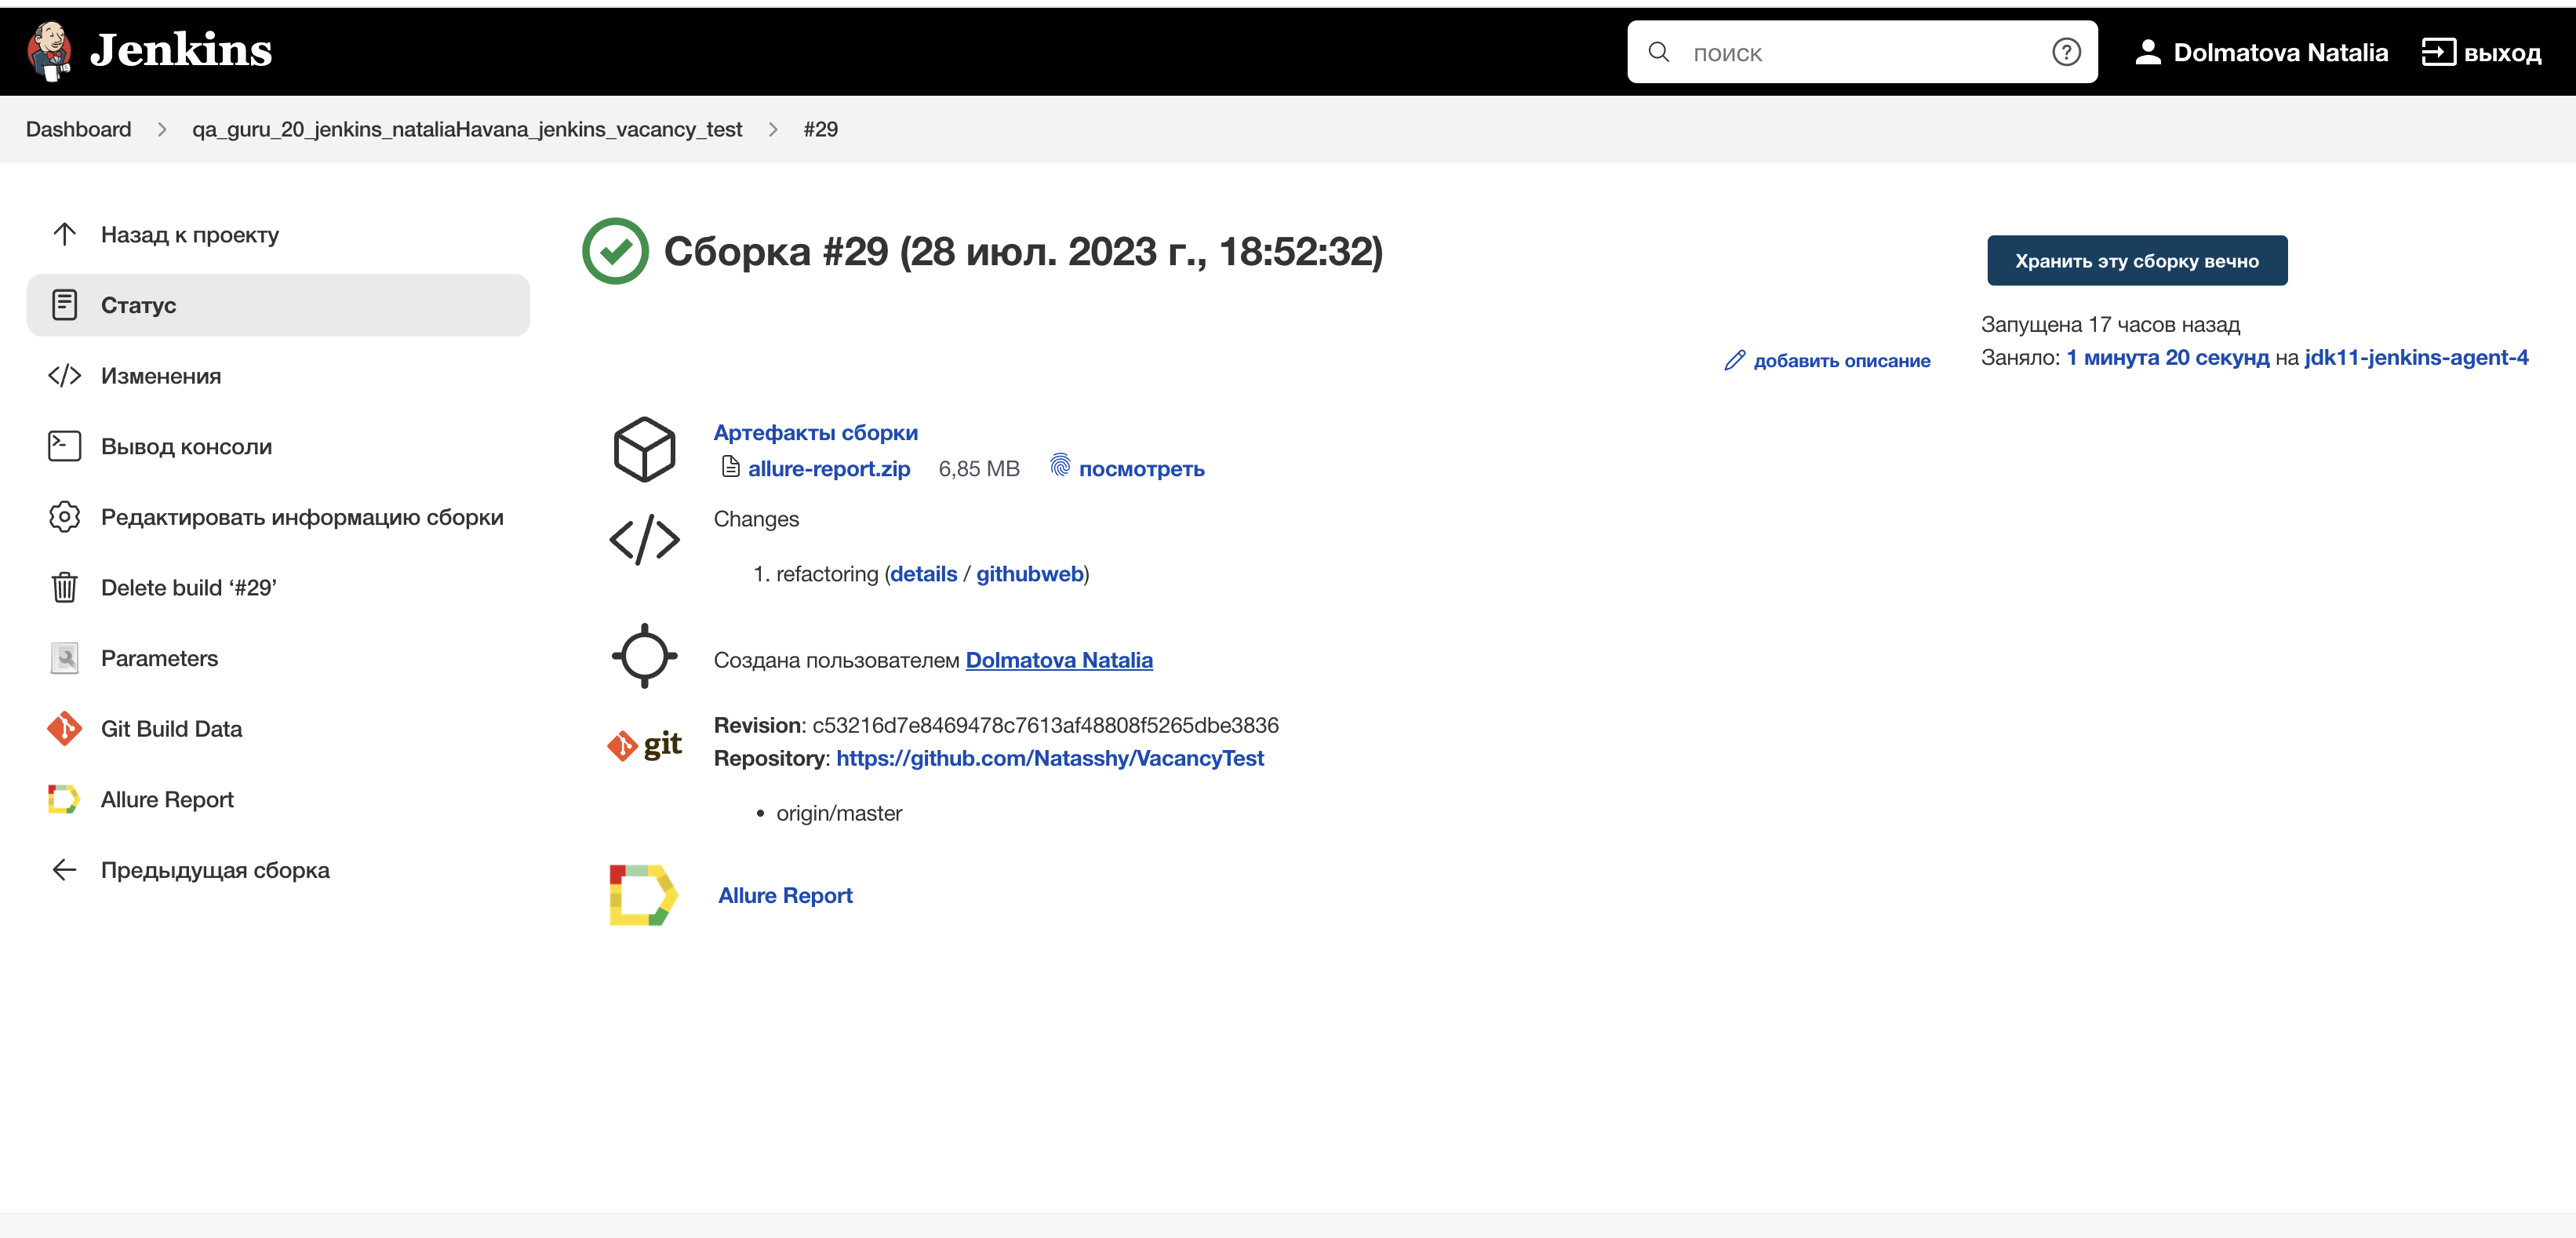 Jenkins
поиск
Dolmatova Natalia
выход
Dashboard
qa_guru_20_jenkins_nataliaHavana_jenkins_vacancy_test
#29
Назад к проекту
Статус
Изменения
Вывод консоли
Редактировать информацию сборки
Delete build ‘#29’
Parameters
Git Build Data
Allure Report
Предыдущая сборка
Сборка #29 (28 июл. 2023 г., 18:52:32)
Хранить эту сборку вечно
Запущена 17 часов назад
Заняло: 1 минута 20 секунд на jdk11-jenkins-agent-4
добавить описание
Артефакты сборки
allure-report.zip 6,85 MB посмотреть
Changes
1. refactoring (details / githubweb)
Создана пользователем Dolmatova Natalia
git
Revision: c53216d7e8469478c7613af48808f5265dbe3836
Repository: https://github.com/Natasshy/VacancyTest
• origin/master
Allure Report